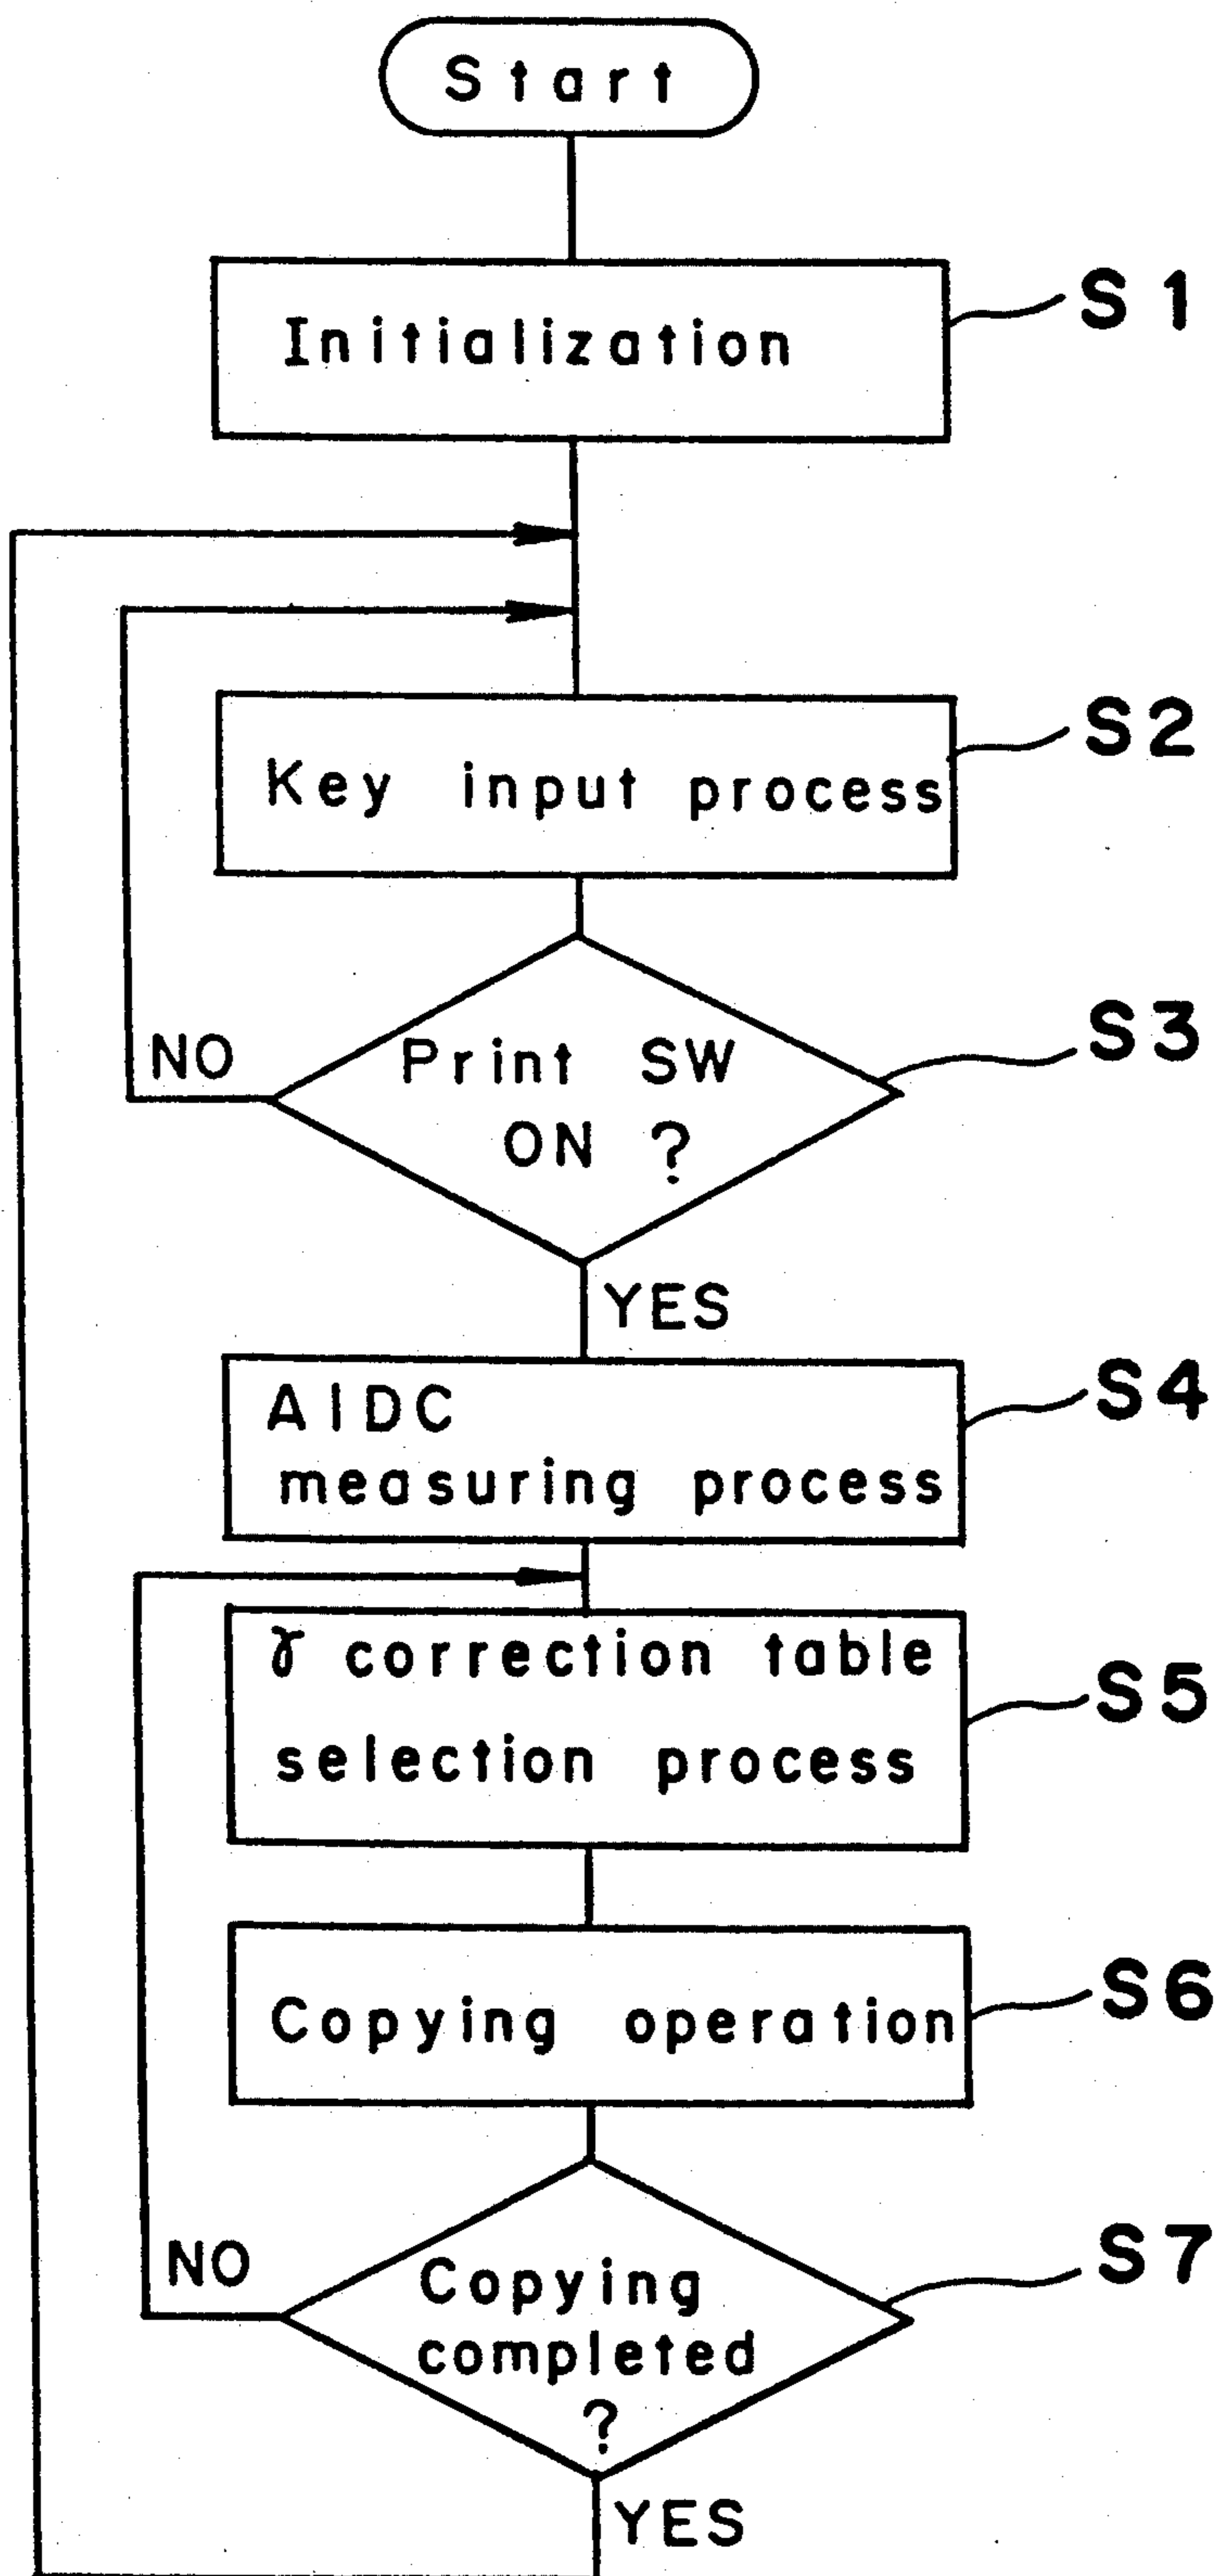 Start
Initialization
S1
Key input process
S2
Print SW
ON ?
S3
NO
YES
AIDC
measuring process
S4
γ correction table
selection process
S5
Copying operation
S6
Copying
completed
?
S7
NO
YES